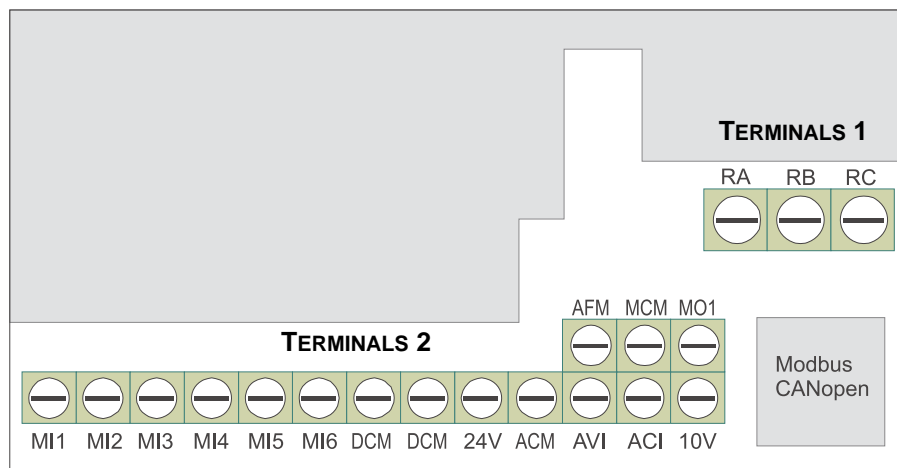 TERMINALS 1
RA RB RC
AFM MCM MO1
TERMINALS 2
Modbus
CANopen
MI1 MI2 MI3 MI4 MI5 MI6 DCM DCM 24V ACM AVI ACI 10V